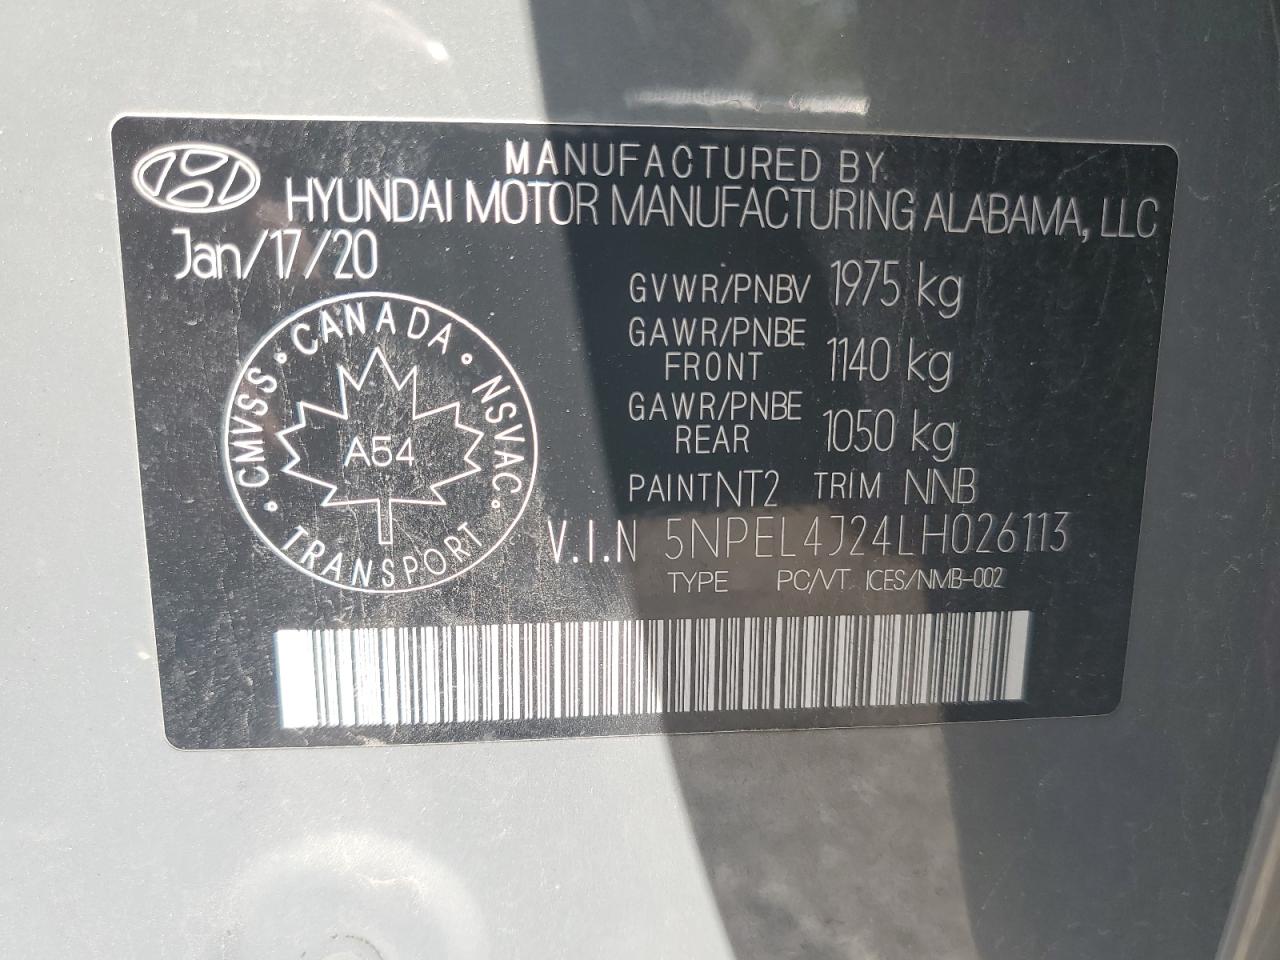 MANUFACTURED BY
HYUNDAI MOTOR MANUFACTURING ALABAMA, LLC
Jan/17/20
CMVSS · CANADA · NSVAC
TRANSPORT
A54
GVWR/PNBV 1975 kg
GAWR/PNBE FRONT 1140 kg
GAWR/PNBE REAR 1050 kg
PAINT NT2 TRIM NNB
V.I.N 5NPEL4J24LH026113
TYPE PC/VT ICES/NMB-002